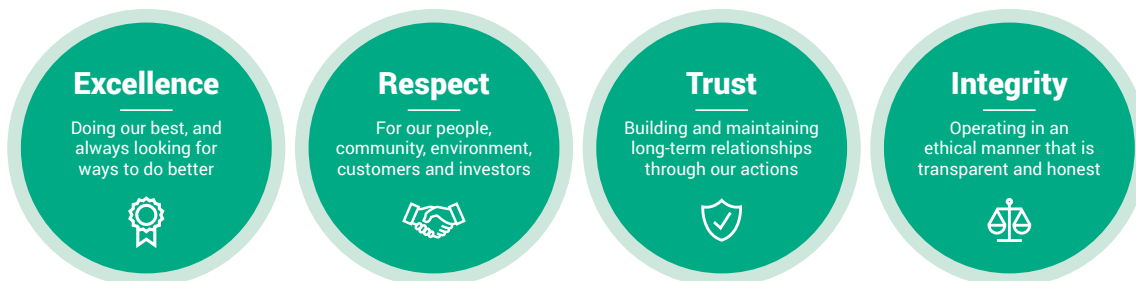 Excellence
Doing our best, and
always looking for
ways to do better
Respect
For our people,
community, environment,
customers and investors
Trust
Building and maintaining
long-term relationships
through our actions
Integrity
Operating in an
ethical manner that is
transparent and honest